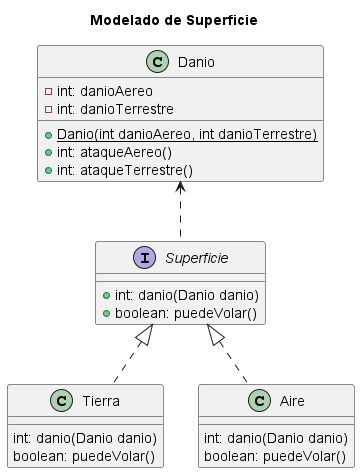 Modelado de Superficie
C Danio
int: danioAereo
int: danioTerrestre
Danio(int danioAereo, int danioTerrestre)
int: ataqueAereo()
int: ataqueTerrestre()
I Superficie
int: danio(Danio danio)
boolean: puedeVolar()
C Tierra
int: danio(Danio danio)
boolean: puedeVolar()
C Aire
int: danio(Danio danio)
boolean: puedeVolar()